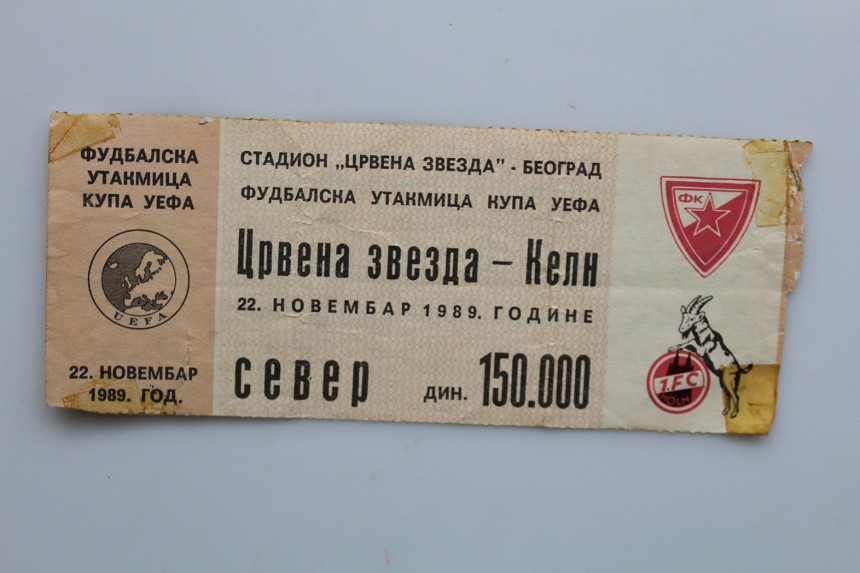 ФУДБАЛСКА
УТАКМИЦА
КУПА УЕФА
UEFA
22. НОВЕМБАР
1989. ГОД.
СТАДИОН „ЦРВЕНА ЗВЕЗДА" - БЕОГРАД
ФУДБАЛСКА УТАКМИЦА КУПА УЕФА
Црвена звезда – Келн
22. НОВЕМБАР 1989. ГОДИНЕ
север
ДИН. 150.000
ФК
1.FC
KÖLN